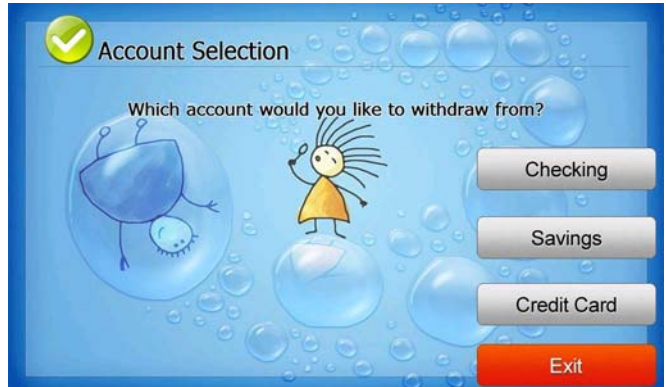 Account Selection
Which account would you like to withdraw from?
Checking
Savings
Credit Card
Exit